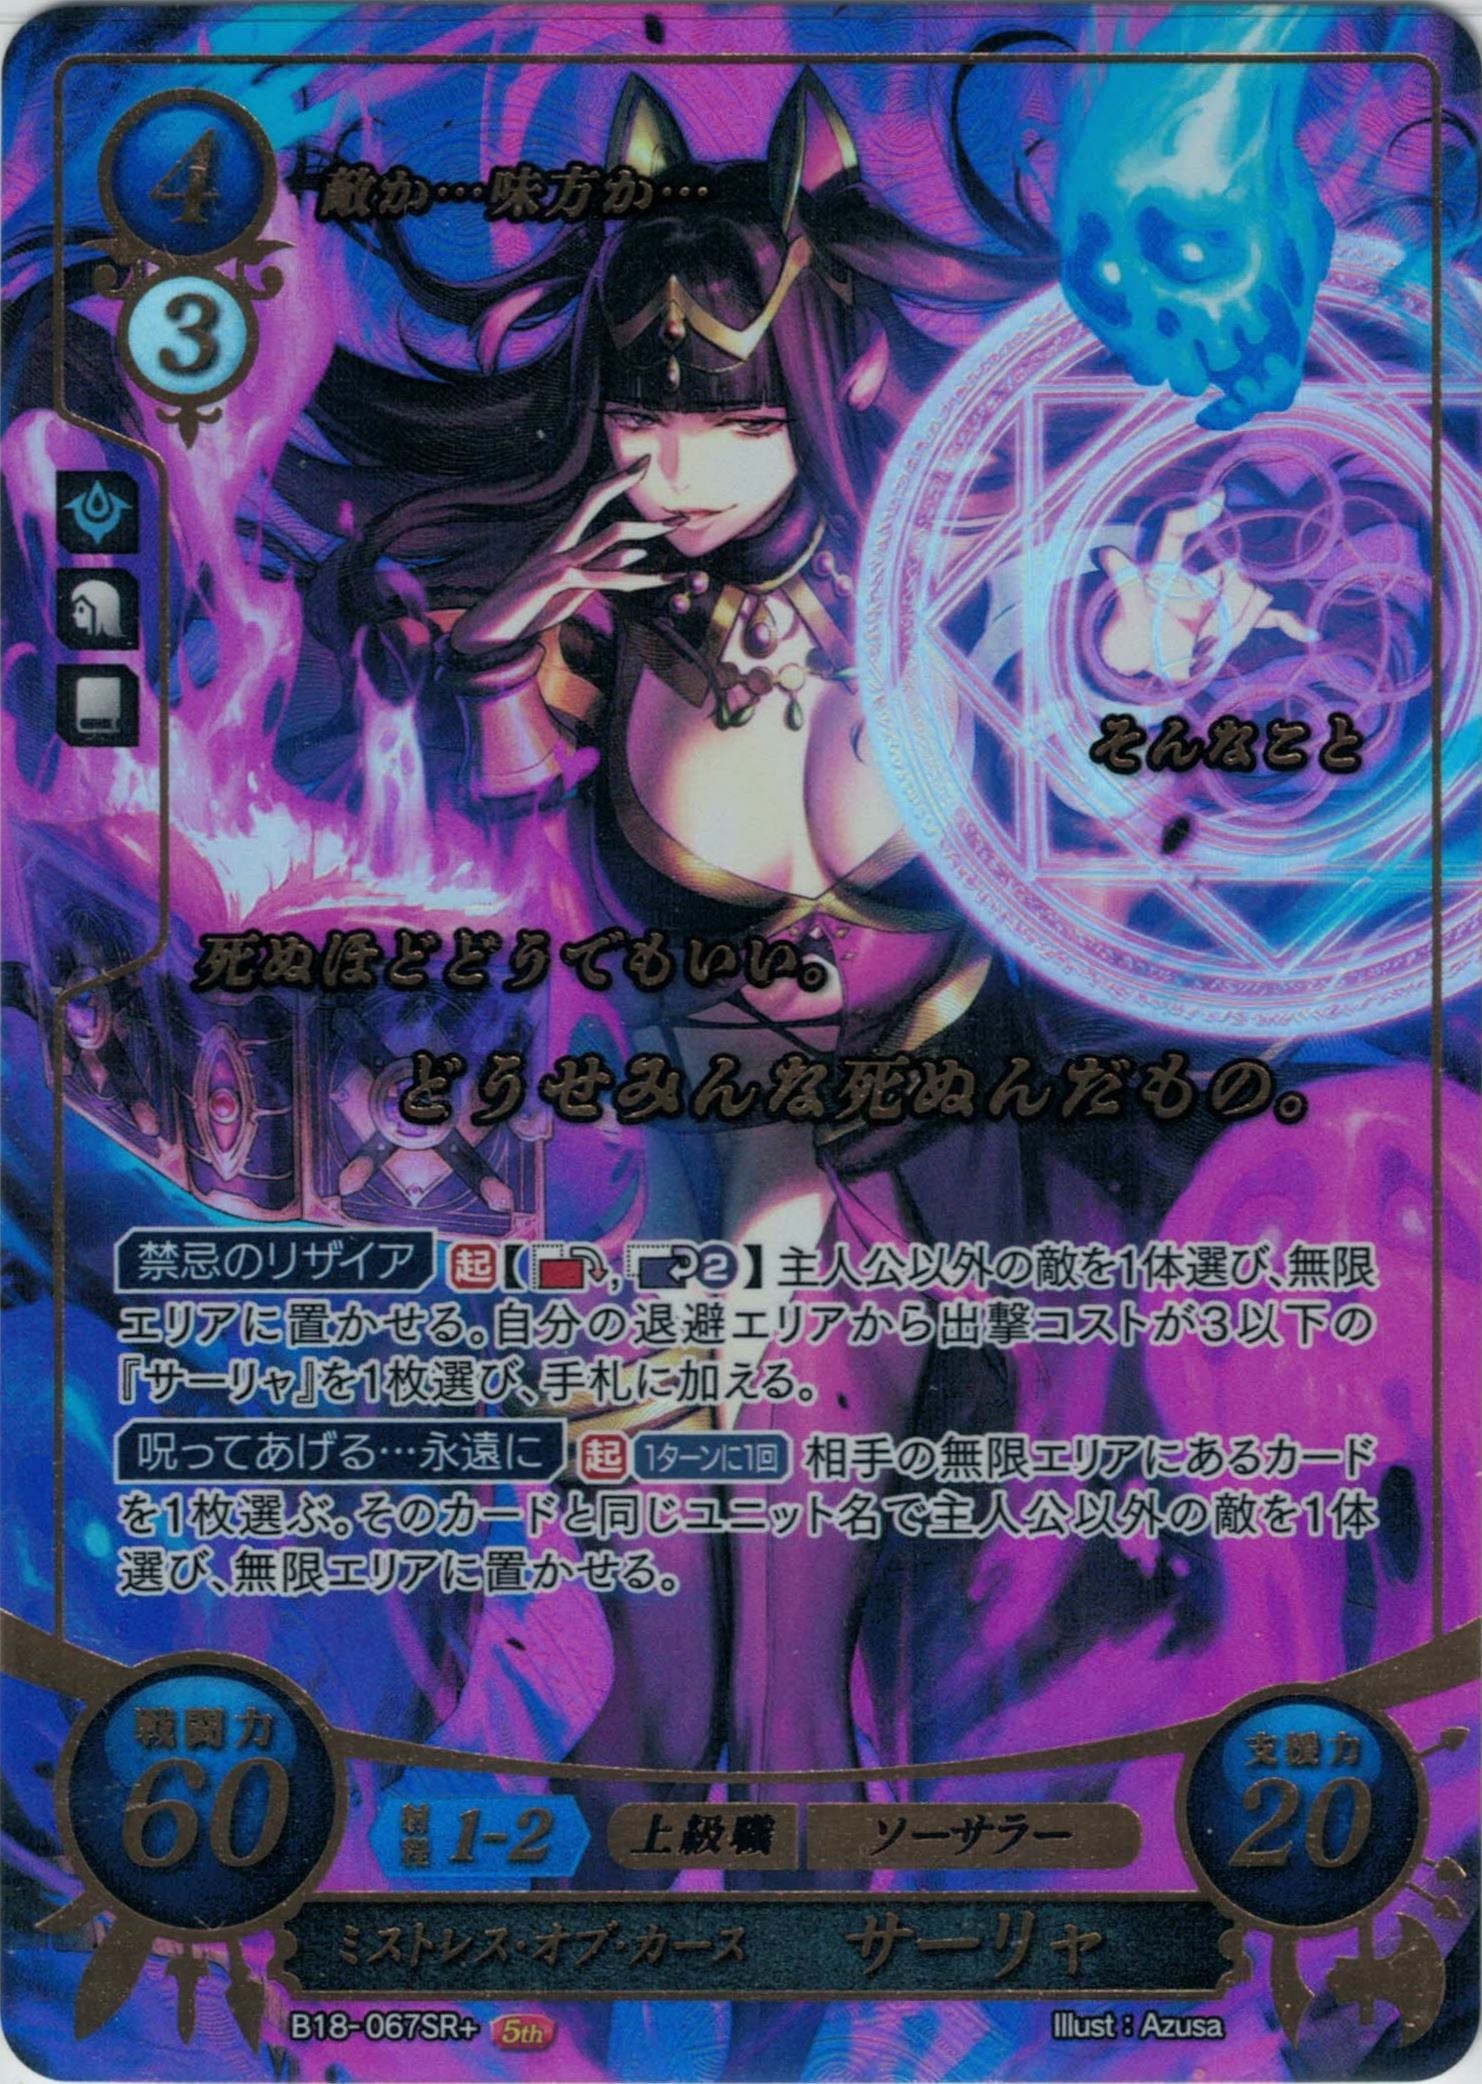 4
敵か…味方か…
3
そんなこと
死ぬほどどうでもいい。
どうせみんな死ぬんだもの。
禁忌のリザイア 起【 , 2】主人公以外の敵を1体選び、無限
エリアに置かせる。自分の退避エリアから出撃コストが3以下の
『サーリャ』を1枚選び、手札に加える。
呪ってあげる…永遠に 起 1ターンに1回 相手の無限エリアにあるカード
を1枚選ぶ。そのカードと同じユニット名で主人公以外の敵を1体
選び、無限エリアに置かせる。
戦闘力
60
射程 1-2
上級職
ソーサラー
支援力
20
ミストレス・オブ・カース サーリャ
B18-067SR+ 5th
Illust : Azusa